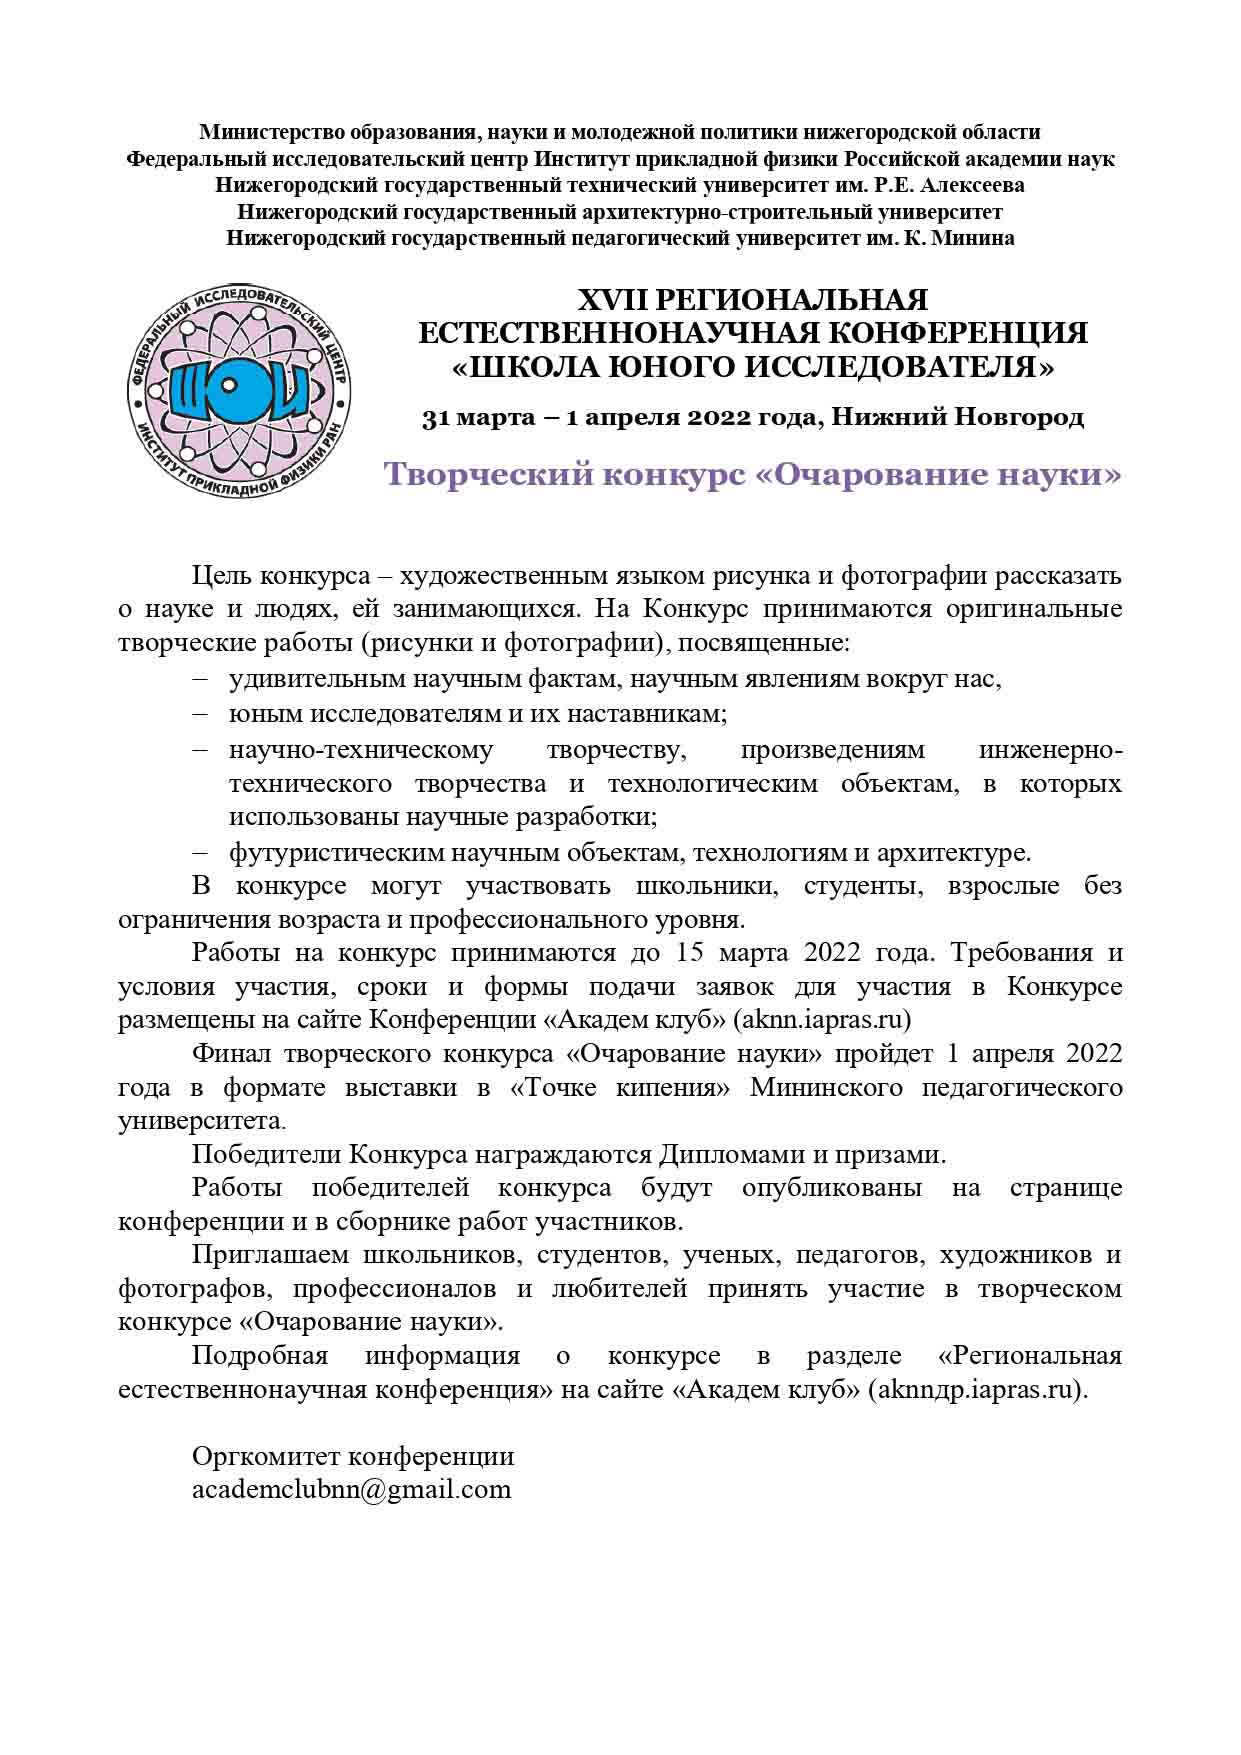 Министерство образования, науки и молодежной политики нижегородской области
Федеральный исследовательский центр Институт прикладной физики Российской академии наук
Нижегородский государственный технический университет им. Р.Е. Алексеева
Нижегородский государственный архитектурно-строительный университет
Нижегородский государственный педагогический университет им. К. Минина
ФЕДЕРАЛЬНЫЙ ИССЛЕДОВАТЕЛЬСКИЙ ЦЕНТР
ШОИ
ИНСТИТУТ ПРИКЛАДНОЙ ФИЗИКИ РАН
XVII РЕГИОНАЛЬНАЯ
ЕСТЕСТВЕННОНАУЧНАЯ КОНФЕРЕНЦИЯ
«ШКОЛА ЮНОГО ИССЛЕДОВАТЕЛЯ»
31 марта – 1 апреля 2022 года, Нижний Новгород
Творческий конкурс «Очарование науки»
Цель конкурса – художественным языком рисунка и фотографии рассказать
о науке и людях, ей занимающихся. На Конкурс принимаются оригинальные
творческие работы (рисунки и фотографии), посвященные:
– удивительным научным фактам, научным явлениям вокруг нас,
– юным исследователям и их наставникам;
– научно-техническому творчеству, произведениям инженерно-
технического творчества и технологическим объектам, в которых
использованы научные разработки;
– футуристическим научным объектам, технологиям и архитектуре.
В конкурсе могут участвовать школьники, студенты, взрослые без
ограничения возраста и профессионального уровня.
Работы на конкурс принимаются до 15 марта 2022 года. Требования и
условия участия, сроки и формы подачи заявок для участия в Конкурсе
размещены на сайте Конференции «Академ клуб» (aknn.iapras.ru)
Финал творческого конкурса «Очарование науки» пройдет 1 апреля 2022
года в формате выставки в «Точке кипения» Мининского педагогического
университета.
Победители Конкурса награждаются Дипломами и призами.
Работы победителей конкурса будут опубликованы на странице
конференции и в сборнике работ участников.
Приглашаем школьников, студентов, ученых, педагогов, художников и
фотографов, профессионалов и любителей принять участие в творческом
конкурсе «Очарование науки».
Подробная информация о конкурсе в разделе «Региональная
естественнонаучная конференция» на сайте «Академ клуб» (aknnдр.iapras.ru).
Оргкомитет конференции
academclubnn@gmail.com